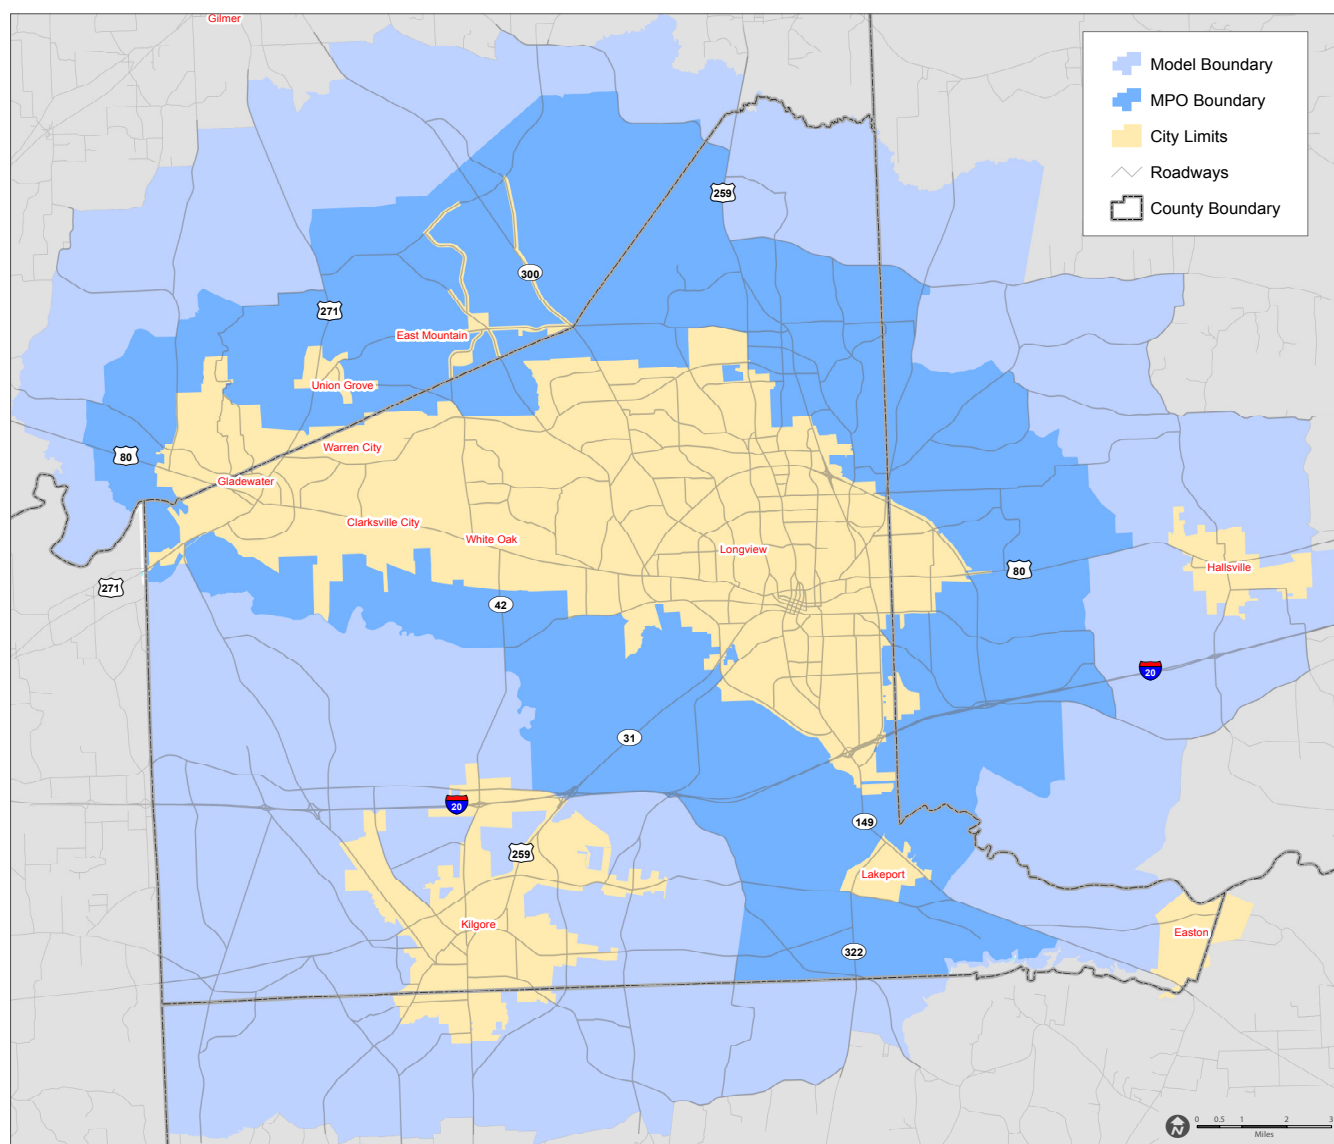 Gilmer
Model Boundary
MPO Boundary
City Limits
Roadways
County Boundary
259
300
271
East Mountain
Union Grove
Warren City
80
Gladewater
Clarksville City
White Oak
Longview
80
Hallsville
271
42
20
31
20
149
259
Lakeport
Kilgore
Easton
322
N
0 0.5 1 2 3
Miles